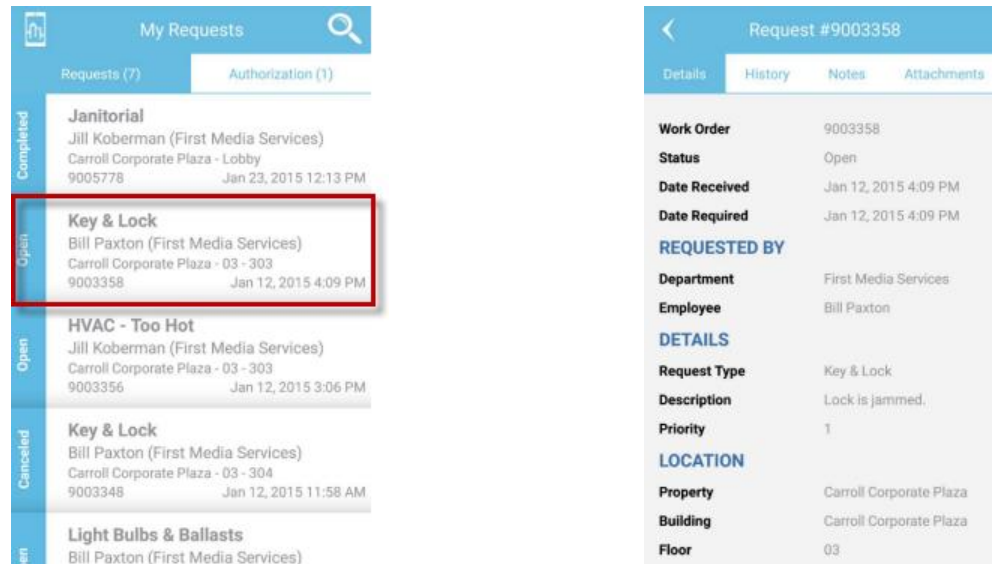 My Requests
Requests (7) Authorization (1)
Completed
Janitorial
Jill Koberman (First Media Services)
Carroll Corporate Plaza - Lobby
9005778 Jan 23, 2015 12:13 PM
Open
Key & Lock
Bill Paxton (First Media Services)
Carroll Corporate Plaza - 03 - 303
9003358 Jan 12, 2015 4:09 PM
Open
HVAC - Too Hot
Jill Koberman (First Media Services)
Carroll Corporate Plaza - 03 - 303
9003356 Jan 12, 2015 3:06 PM
Canceled
Key & Lock
Bill Paxton (First Media Services)
Carroll Corporate Plaza - 03 - 304
9003348 Jan 12, 2015 11:58 AM
Light Bulbs & Ballasts
Bill Paxton (First Media Services)
Request #9003358
Details History Notes Attachments
Work Order 9003358
Status Open
Date Received Jan 12, 2015 4:09 PM
Date Required Jan 12, 2015 4:09 PM
REQUESTED BY
Department First Media Services
Employee Bill Paxton
DETAILS
Request Type Key & Lock
Description Lock is jammed.
Priority 1
LOCATION
Property Carroll Corporate Plaza
Building Carroll Corporate Plaza
Floor 03